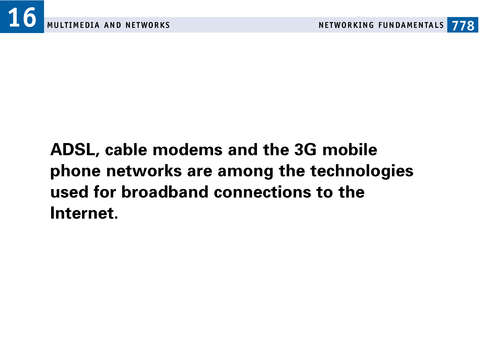 16
MULTIMEDIA AND NETWORKS
NETWORKING FUNDAMENTALS 778
ADSL, cable modems and the 3G mobile
phone networks are among the technologies
used for broadband connections to the
Internet.